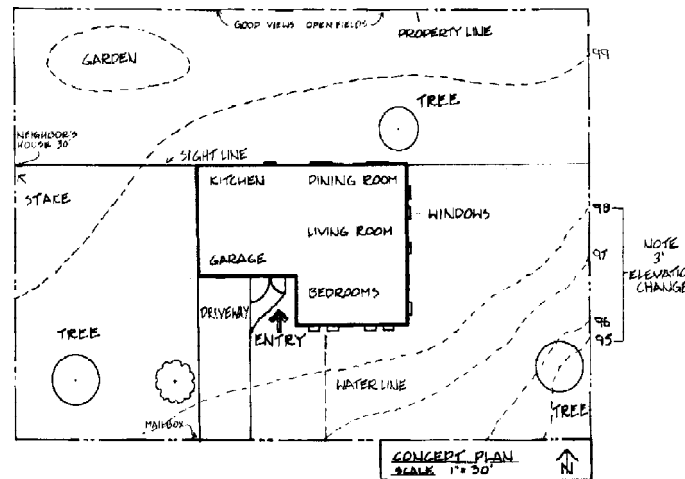 GOOD VIEWS OPEN FIELDS
PROPERTY LINE
GARDEN
99
TREE
NEIGHBOR'S
HOUSE 30'
SIGHT LINE
STAKE
KITCHEN
DINING ROOM
WINDOWS
98
LIVING ROOM
NOTE
3'
ELEVATION
CHANGE
97
GARAGE
BEDROOMS
DRIVEWAY
96
95
TREE
ENTRY
WATER LINE
TREE
MAILBOX
CONCEPT PLAN
SCALE 1" = 30'
N